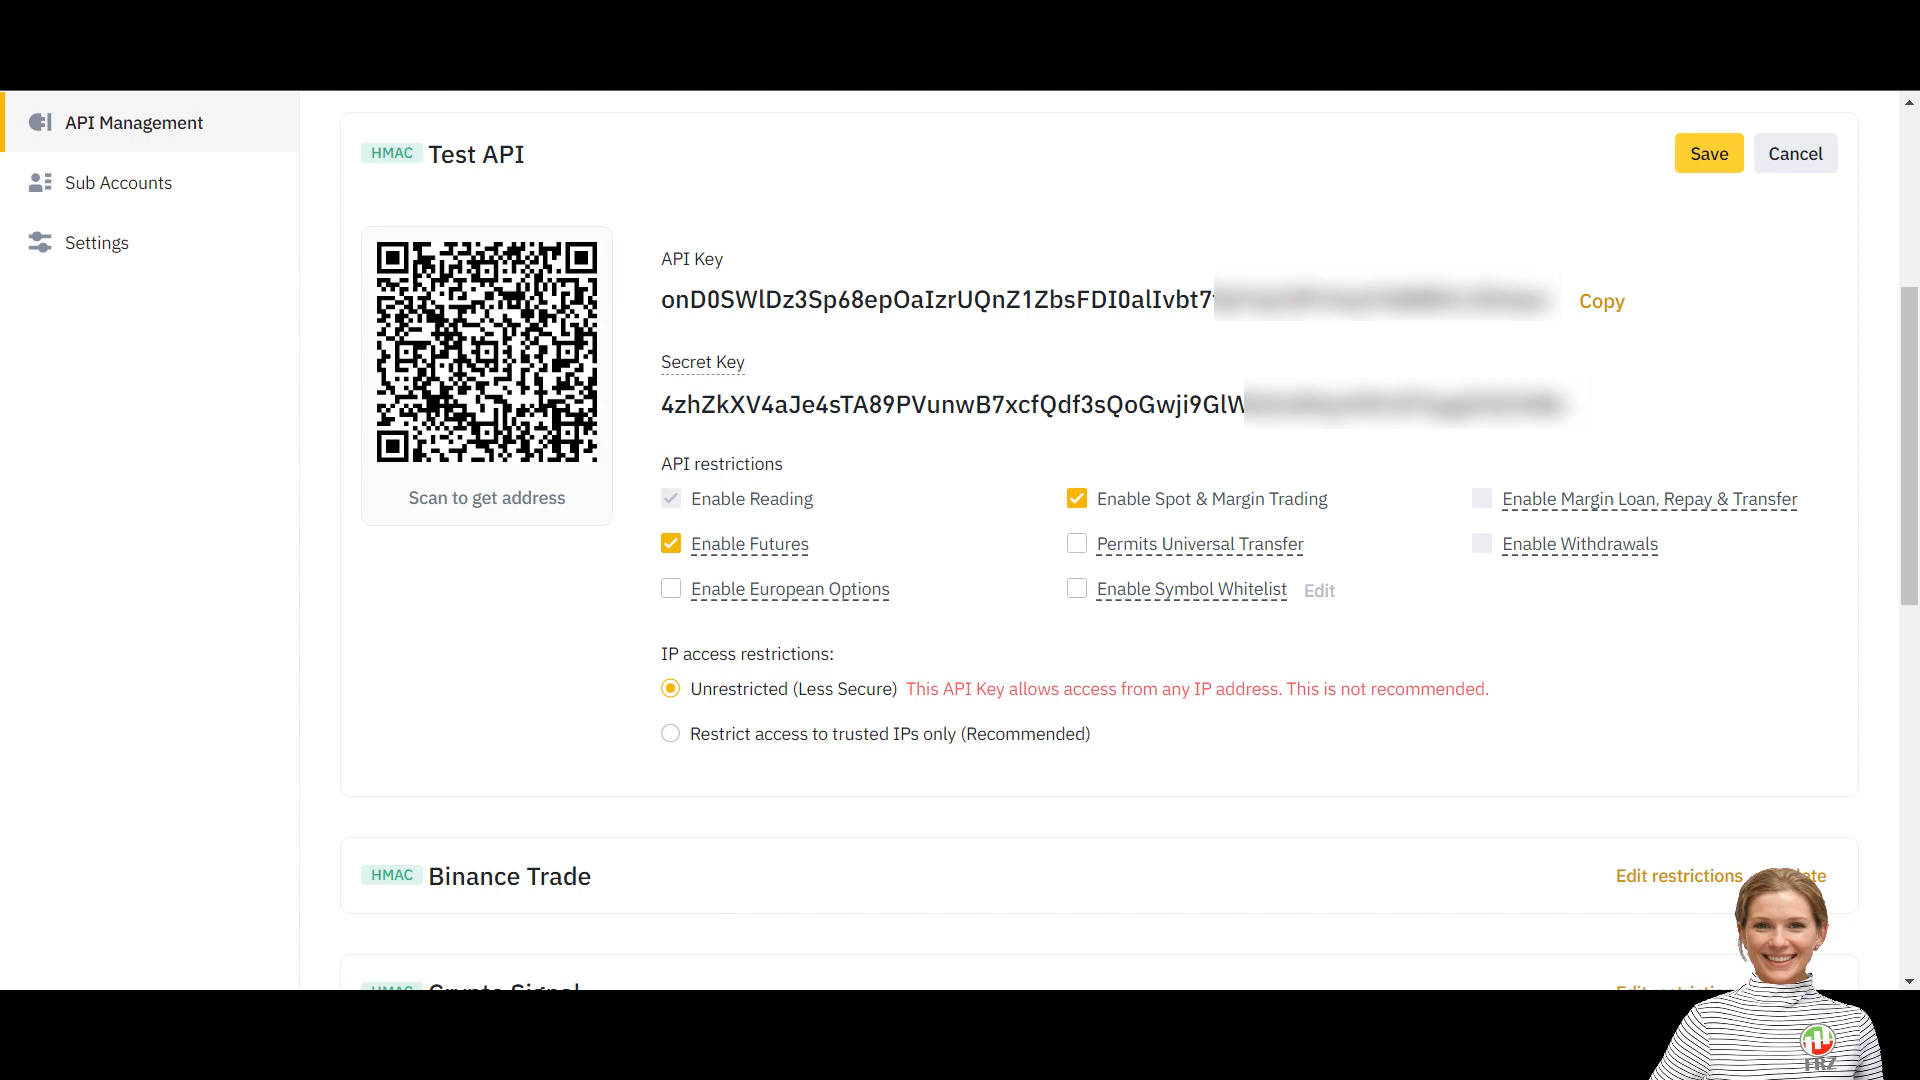 API Management
Sub Accounts
Settings
HMAC Test API
Save Cancel
Scan to get address
API Key
onD0SWlDz3Sp68epOaIzrUQnZ1ZbsFDI0alIvbt7
Copy
Secret Key
4zhZkXV4aJe4sTA89PVunwB7xcfQdf3sQoGwji9GlW
API restrictions
Enable Reading Enable Spot & Margin Trading Enable Margin Loan, Repay & Transfer
Enable Futures Permits Universal Transfer Enable Withdrawals
Enable European Options Enable Symbol Whitelist Edit
IP access restrictions:
Unrestricted (Less Secure) This API Key allows access from any IP address. This is not recommended.
Restrict access to trusted IPs only (Recommended)
HMAC Binance Trade
Edit restrictions
HMAC Crypto Signal
FRZ